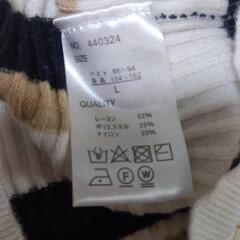 NO. 440324
SIZE
バスト 86~94
身長 154~162
L
QUALITY
レーヨン 52%
ポリエステル 28%
ナイロン 20%
F W